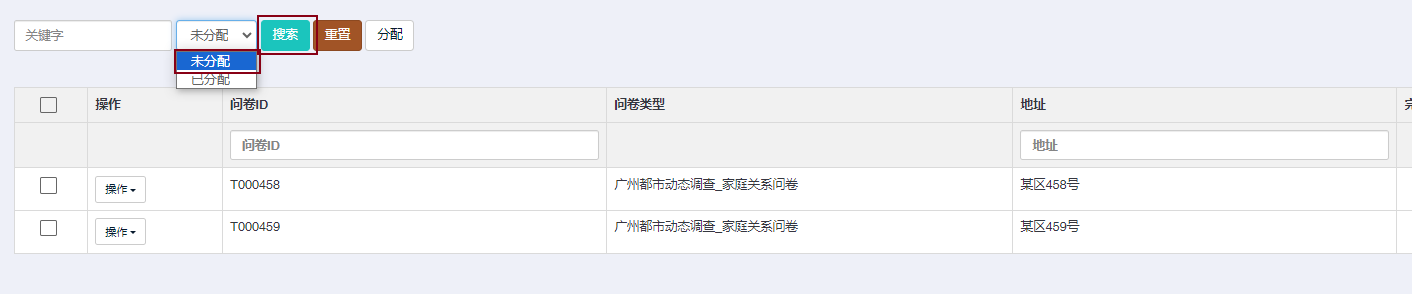 关键字 未分配 搜索 重置 分配
未分配
已分配
操作 问卷ID 问卷类型 地址
问卷ID 地址
操作 T000458 广州都市动态调查_家庭关系问卷 某区458号
操作 T000459 广州都市动态调查_家庭关系问卷 某区459号